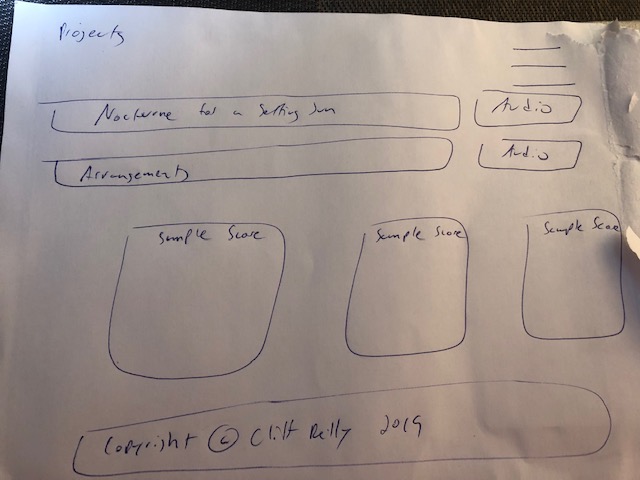 Projects
Nocturne for a Setting Sun
Audio
Arrangements
Audio
Sample Score
Sample Score
Sample Score
Copyright © Cliff Reilly 2019